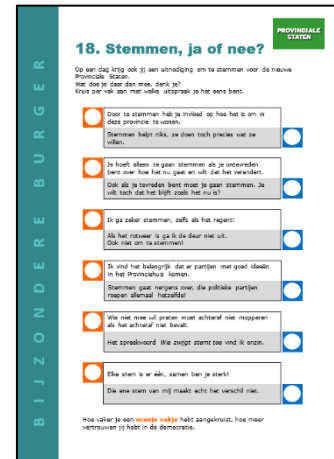 PROVINCIALE
STATEN
18. Stemmen, ja of nee?
Op een dag krijg ook jij een uitnodiging om te stemmen voor de nieuwe
Provinciale Staten.
Wat doe je daar dan mee, denk je?
Kruis per vak aan met welke uitspraak je het eens bent.
Door te stemmen heb je invloed op hoe het is om in
deze provincie te wonen.
Stemmen helpt niks, ze doen toch precies wat ze
willen.
Je hoeft alleen te gaan stemmen als je ontevreden
bent over hoe het nu gaat en wilt dat het verandert.
Ook als je tevreden bent moet je gaan stemmen. Je
wilt toch dat het blijft zoals het nu is?
Ik ga zeker stemmen, zelfs als het regent!
Als het rotweer is ga ik de deur niet uit.
Ook niet om te stemmen!
Ik vind het belangrijk dat er partijen met goed ideeën
in het Provinciehuis komen.
Stemmen gaat nergens over, die politieke partijen
roepen allemaal hetzelfde!
Wie niet mee wil praten moet achteraf niet mopperen
als het achteraf niet bevalt.
Het spreekwoord Wie zwijgt stemt toe vind ik onzin.
Elke stem is er één, samen ben je sterk!
Die ene stem van mij maakt echt het verschil niet.
Hoe vaker je een oranje vakje hebt aangekruist, hoe meer
vertrouwen jij hebt in de democratie.
BIJZONDERE BURGER